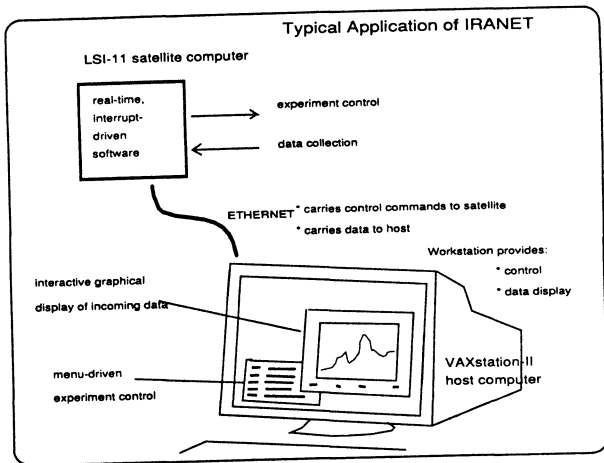 Typical Application of IRANET
LSI-11 satellite computer
real-time,
interrupt-
driven
software
experiment control
data collection
ETHERNET * carries control commands to satellite
* carries data to host
Workstation provides:
* control
* data display
interactive graphical
display of incoming data
menu-driven
experiment control
VAXstation-II
host computer